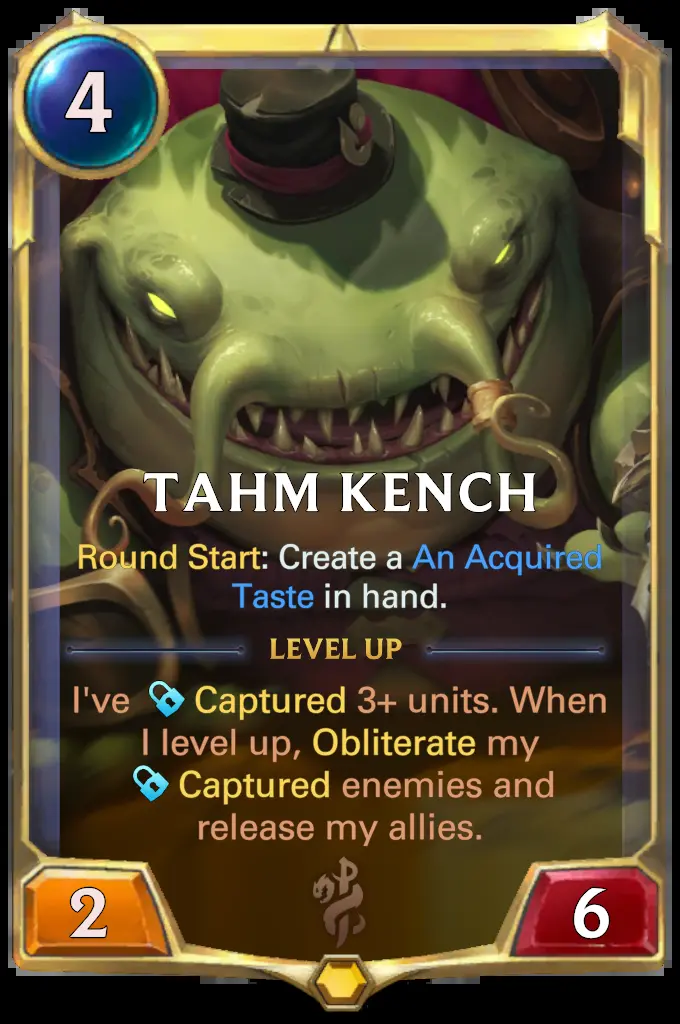 4
TAHM KENCH
Round Start: Create a An Acquired
Taste in hand.
LEVEL UP
I've Captured 3+ units. When
I level up, Obliterate my
Captured enemies and
release my allies.
2
6